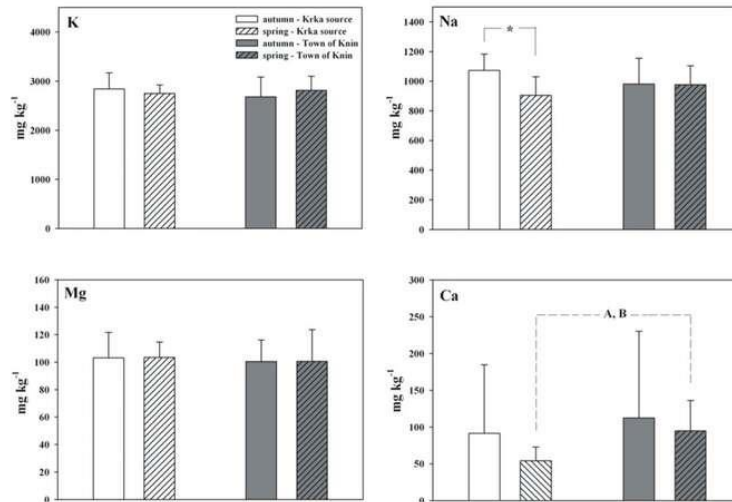 K
autumn - Krka source
spring - Krka source
autumn - Town of Knin
spring - Town of Knin
mg kg⁻¹
4000
3000
2000
1000
0
Na
*
mg kg⁻¹
1400
1200
1000
800
600
400
200
0
Mg
mg kg⁻¹
160
140
120
100
80
60
40
20
0
Ca
A, B
mg kg⁻¹
300
250
200
150
100
50
0